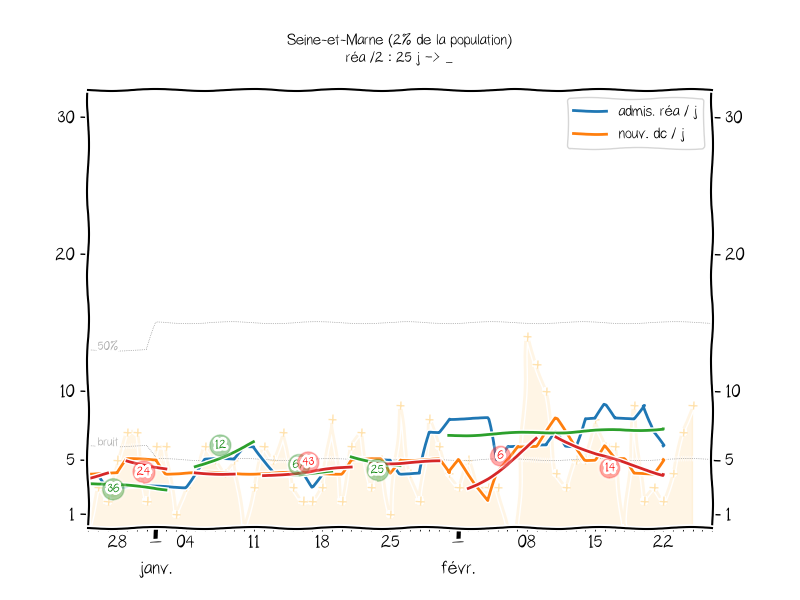 Seine-et-Marne (2% de la population)
réa /2 : 25 j -> _
admis. réa / j
nouv. dc / j
30 30
20 20
50%
10 10
bruit
12
6 43
5 24 25 6 14 5
36
1 1
28 04 11 18 25 08 15 22
janv. févr.